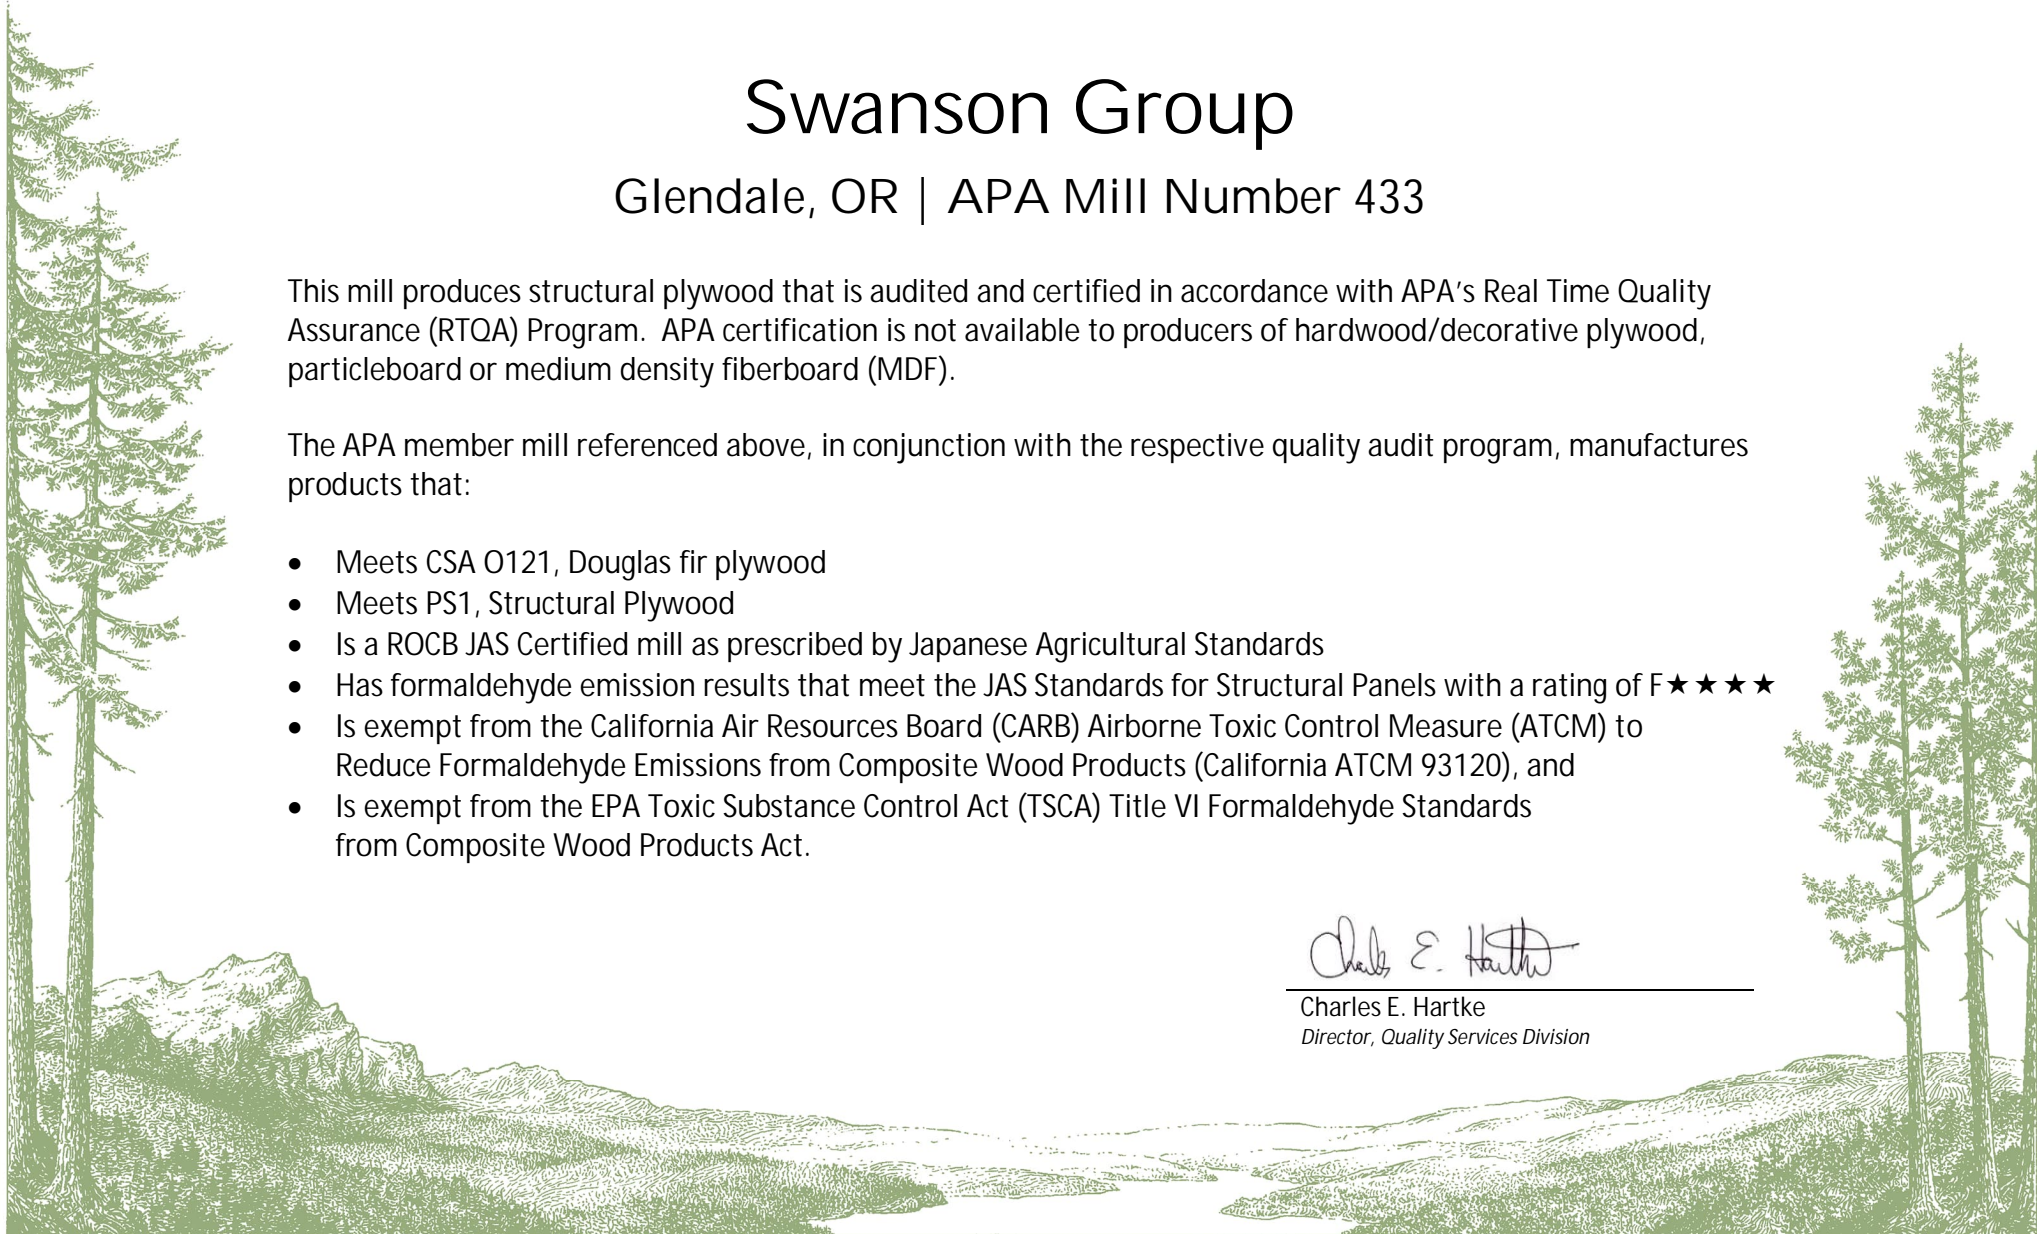 Swanson Group
Glendale, OR | APA Mill Number 433
This mill produces structural plywood that is audited and certified in accordance with APA's Real Time Quality
Assurance (RTQA) Program.  APA certification is not available to producers of hardwood/decorative plywood,
particleboard or medium density fiberboard (MDF).
The APA member mill referenced above, in conjunction with the respective quality audit program, manufactures
products that:
• Meets CSA O121, Douglas fir plywood
• Meets PS1, Structural Plywood
• Is a ROCB JAS Certified mill as prescribed by Japanese Agricultural Standards
• Has formaldehyde emission results that meet the JAS Standards for Structural Panels with a rating of F★★★★
• Is exempt from the California Air Resources Board (CARB) Airborne Toxic Control Measure (ATCM) to
Reduce Formaldehyde Emissions from Composite Wood Products (California ATCM 93120), and
• Is exempt from the EPA Toxic Substance Control Act (TSCA) Title VI Formaldehyde Standards
from Composite Wood Products Act.
Charles E. Hartke
Charles E. Hartke
Director, Quality Services Division